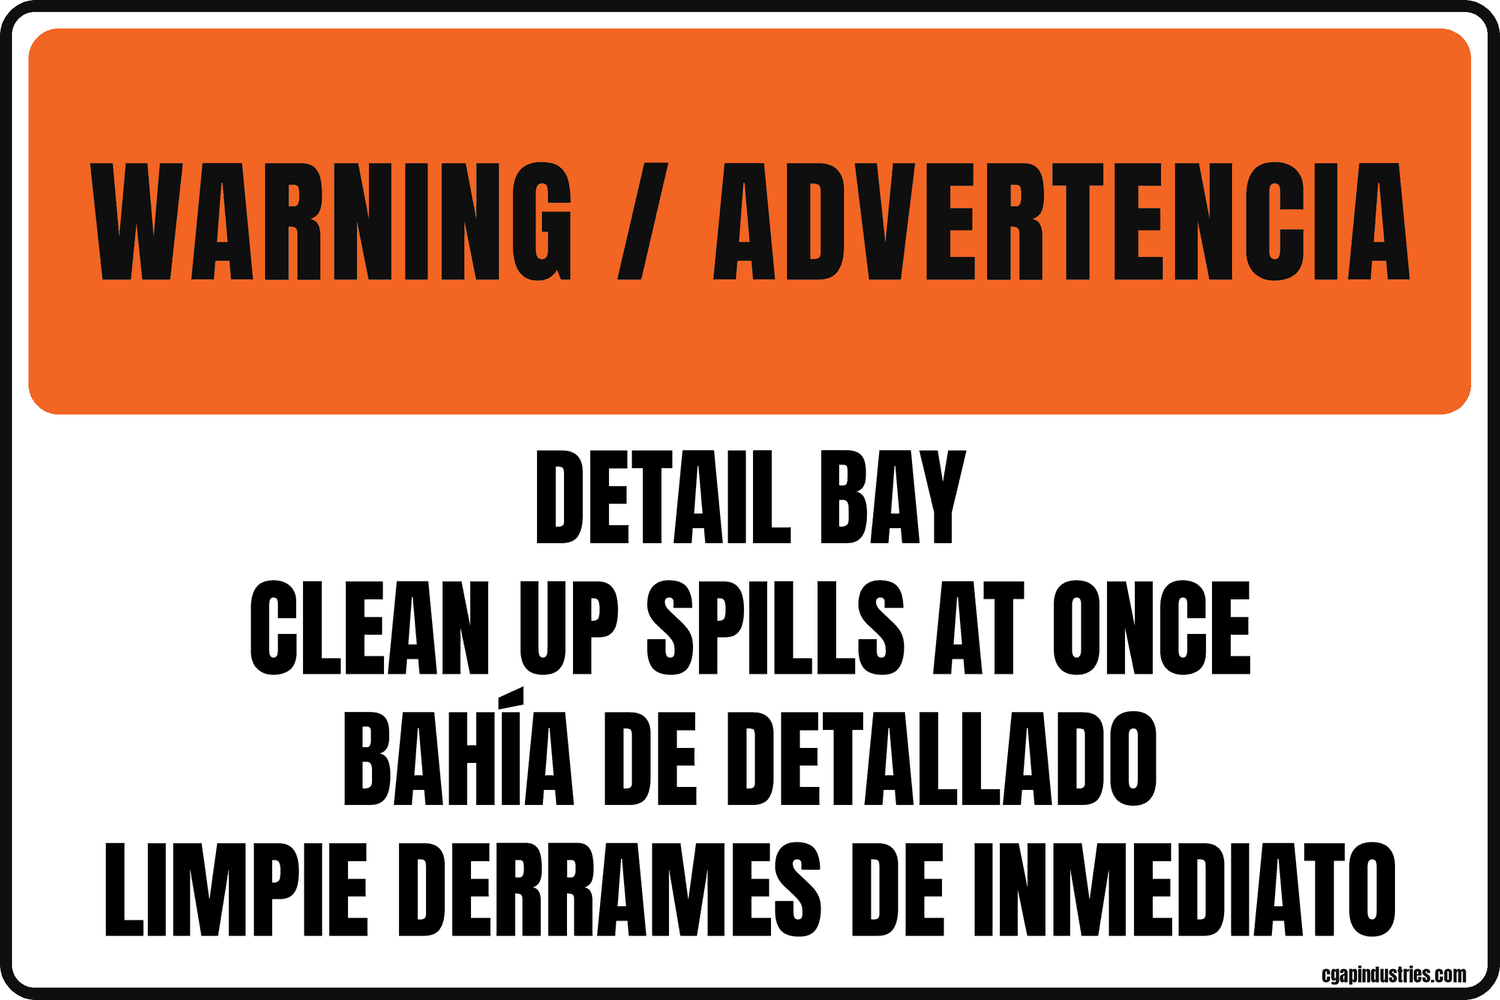 WARNING / ADVERTENCIA
DETAIL BAY
CLEAN UP SPILLS AT ONCE
BAHÍA DE DETALLADO
LIMPIE DERRAMES DE INMEDIATO
cgapindustries.com